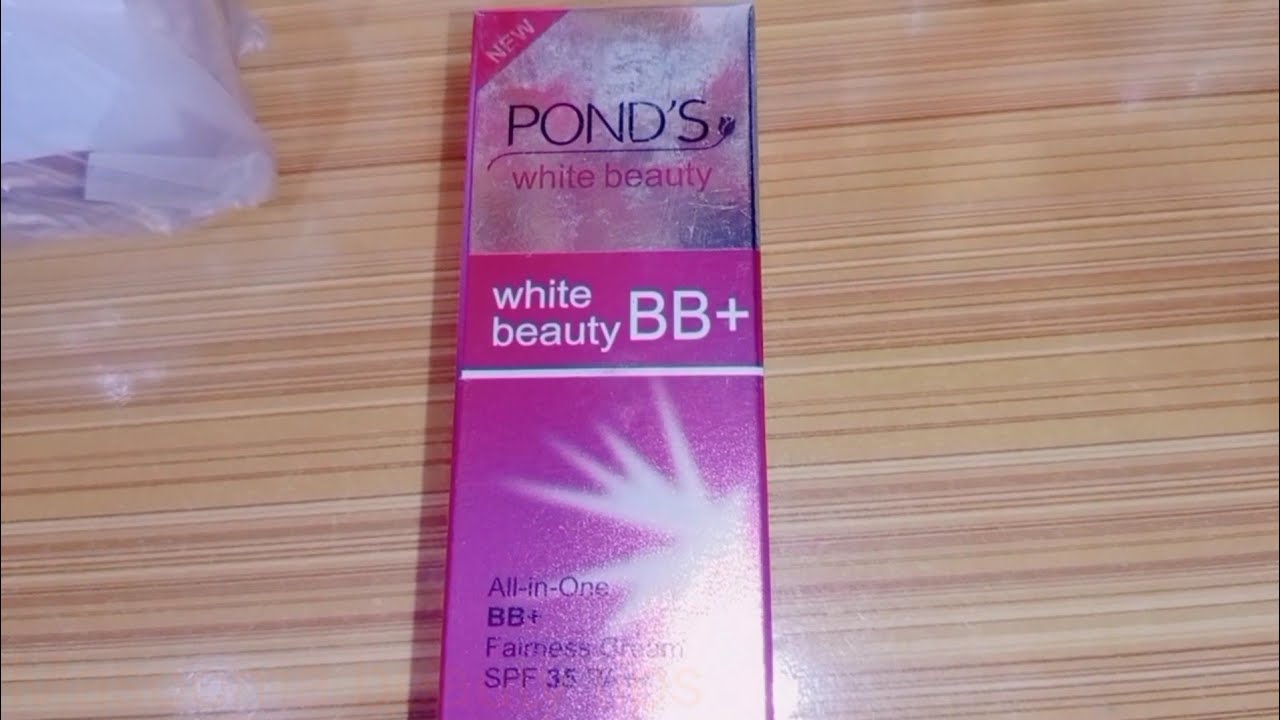 NEW
POND'S
white beauty
white
beauty BB+
All-in-One
BB+
Fairness Cream
SPF 35